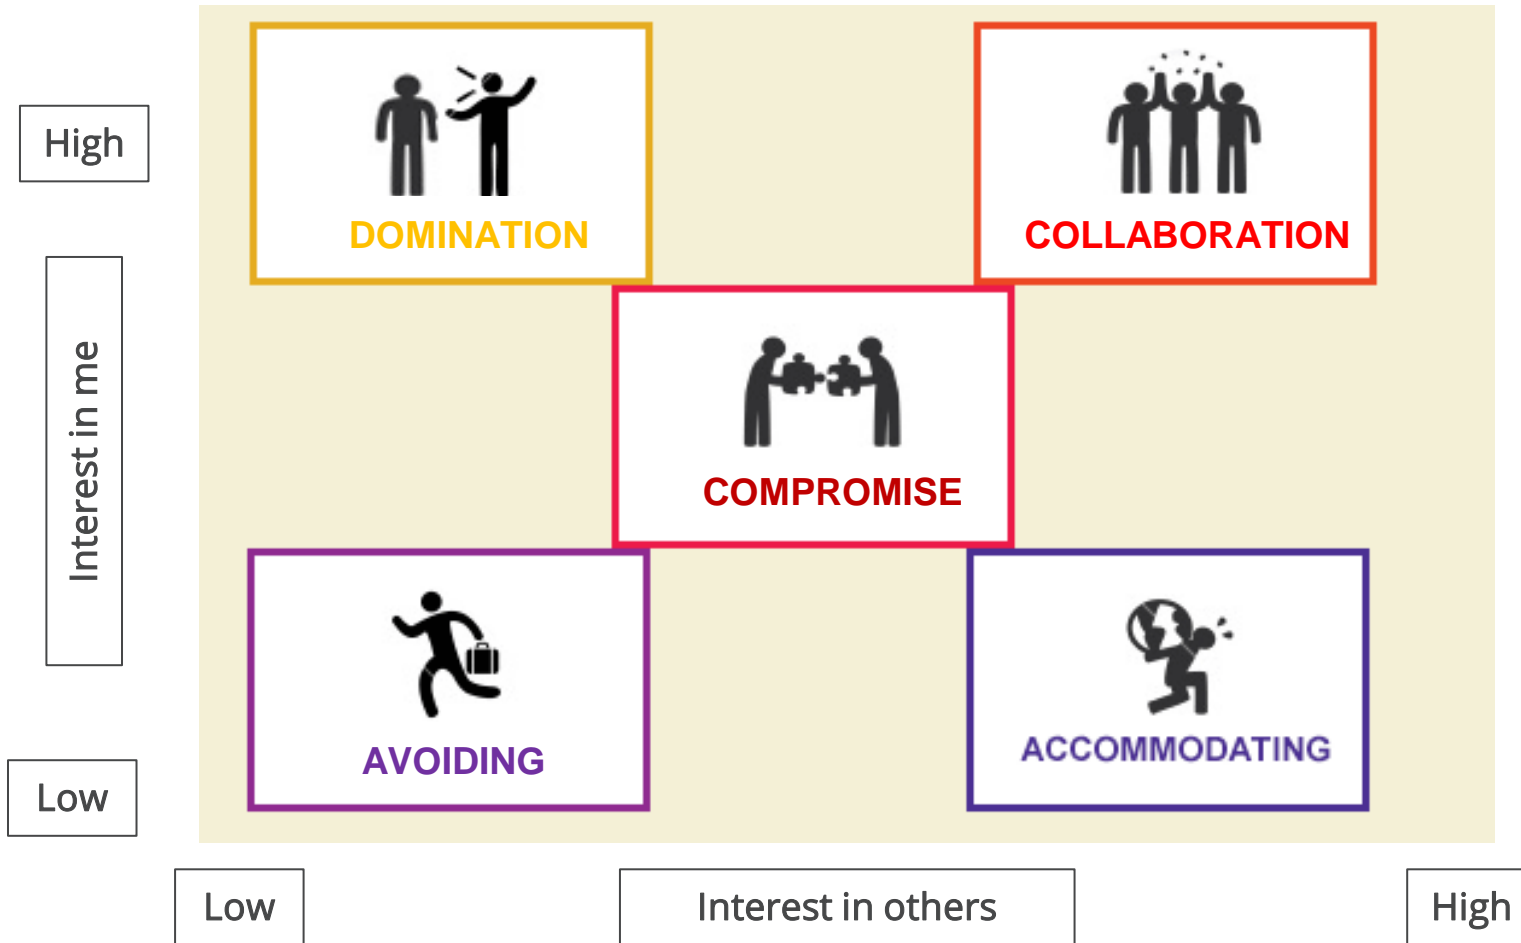 High
DOMINATION
COLLABORATION
Interest in me
COMPROMISE
AVOIDING
ACCOMMODATING
Low
Low
Interest in others
High